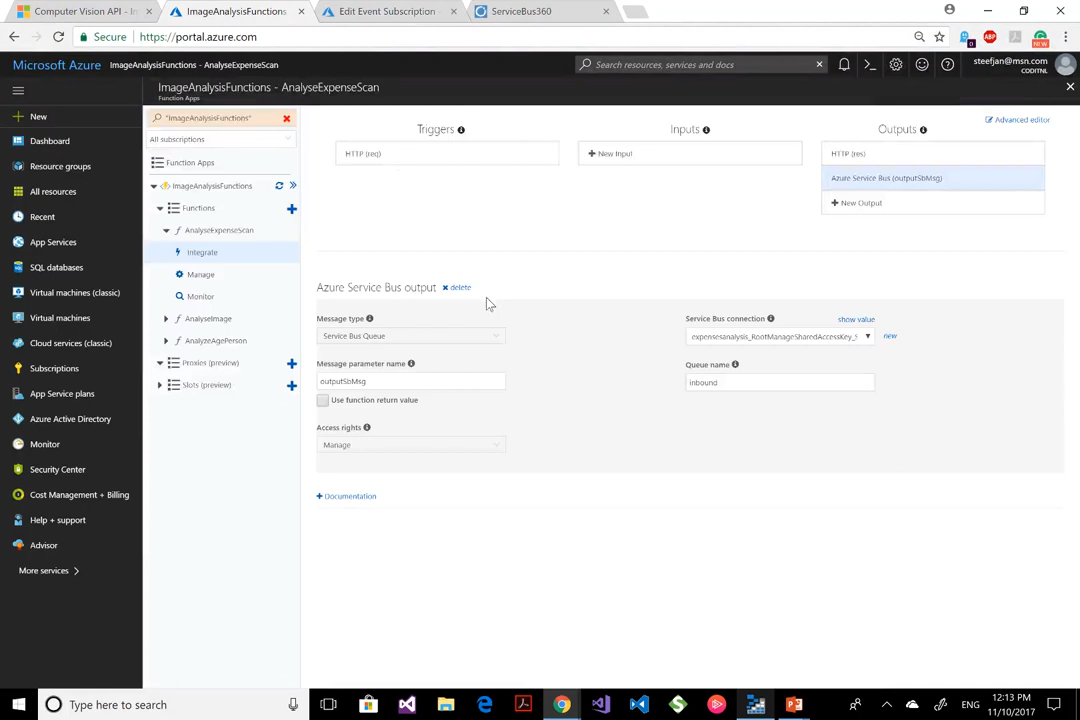 Computer Vision API - In
ImageAnalysisFunctions -
Edit Event Subscription
ServiceBus360
Secure
https://portal.azure.com
NEW
Microsoft Azure
ImageAnalysisFunctions - AnalyseExpenseScan
Search resources, services and docs
steefjan@msn.com
CODITNL
ImageAnalysisFunctions - AnalyseExpenseScan
Function Apps
New
Dashboard
Resource groups
All resources
Recent
App Services
SQL databases
Virtual machines (classic)
Virtual machines
Cloud services (classic)
Subscriptions
App Service plans
Azure Active Directory
Monitor
Security Center
Cost Management + Billing
Help + support
Advisor
More services
"ImageAnalysisFunctions"
All subscriptions
Function Apps
ImageAnalysisFunctions
Functions
AnalyseExpenseScan
Integrate
Manage
Monitor
AnalyseImage
AnalyzeAgePerson
Proxies (preview)
Slots (preview)
Advanced editor
Triggers
Inputs
Outputs
HTTP (req)
New Input
HTTP (res)
Azure Service Bus (outputSbMsg)
New Output
Azure Service Bus output
delete
Message type
Service Bus Queue
Service Bus connection
show value
expensesanalysis_RootManageSharedAccessKey_S
new
Message parameter name
outputSbMsg
Use function return value
Queue name
inbound
Access rights
Manage
Documentation
Type here to search
ENG
12:13 PM
11/10/2017